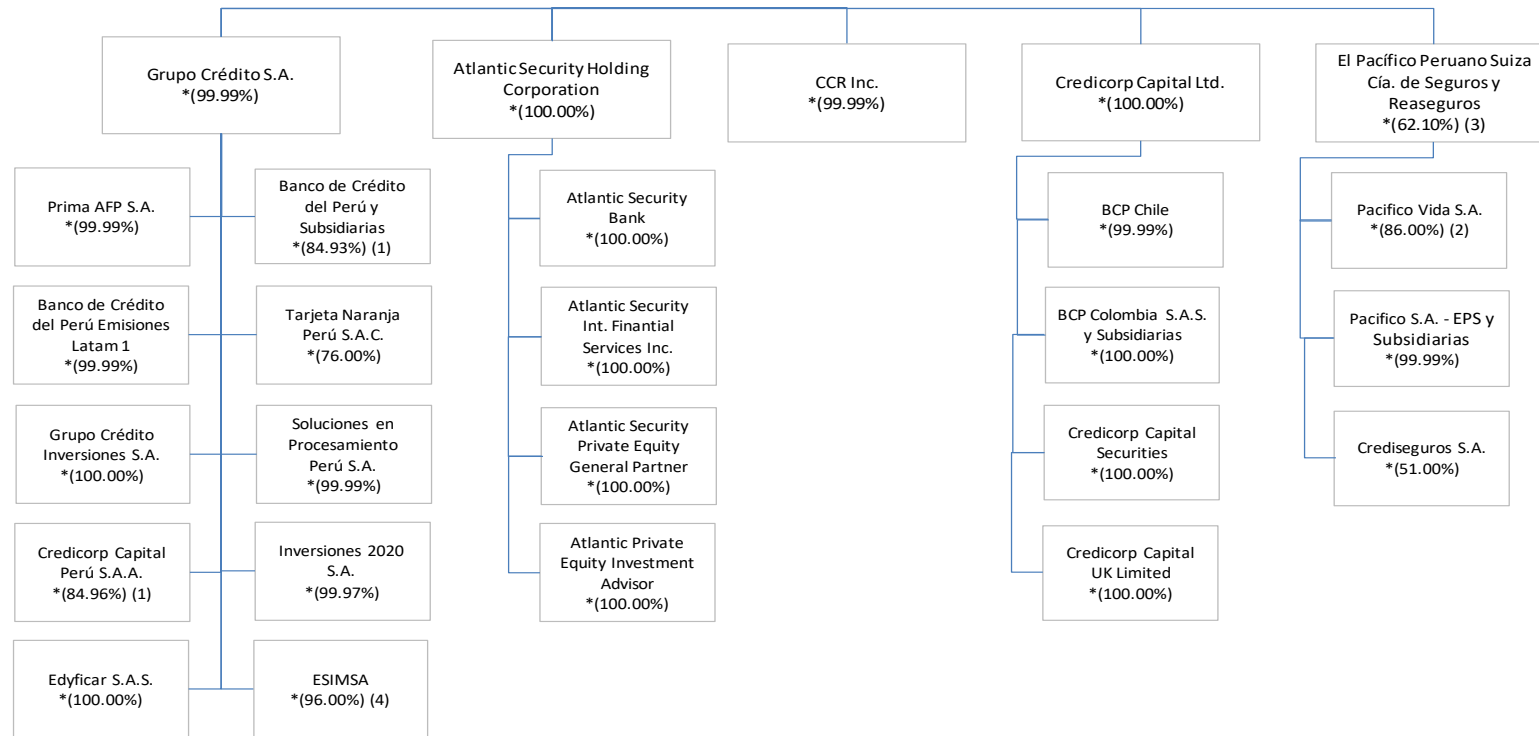 Grupo Crédito S.A.
*(99.99%)
Atlantic Security Holding
Corporation
*(100.00%)
CCR Inc.
*(99.99%)
Credicorp Capital Ltd.
*(100.00%)
El Pacífico Peruano Suiza
Cía. de Seguros y
Reaseguros
*(62.10%) (3)
Prima AFP S.A.
*(99.99%)
Banco de Crédito
del Perú y
Subsidiarias
*(84.93%) (1)
Atlantic Security
Bank
*(100.00%)
BCP Chile
*(99.99%)
Pacifico Vida S.A.
*(86.00%) (2)
Banco de Crédito
del Perú Emisiones
Latam 1
*(99.99%)
Tarjeta Naranja
Perú S.A.C.
*(76.00%)
Atlantic Security
Int. Finantial
Services Inc.
*(100.00%)
BCP Colombia S.A.S.
y Subsidiarias
*(100.00%)
Pacifico S.A. - EPS y
Subsidiarias
*(99.99%)
Grupo Crédito
Inversiones S.A.
*(100.00%)
Soluciones en
Procesamiento
Perú S.A.
*(99.99%)
Atlantic Security
Private Equity
General Partner
*(100.00%)
Credicorp Capital
Securities
*(100.00%)
Crediseguros S.A.
*(51.00%)
Credicorp Capital
Perú S.A.A.
*(84.96%) (1)
Inversiones 2020
S.A.
*(99.97%)
Atlantic Private
Equity Investment
Advisor
*(100.00%)
Credicorp Capital
UK Limited
*(100.00%)
Edyficar S.A.S.
*(100.00%)
ESIMSA
*(96.00%) (4)